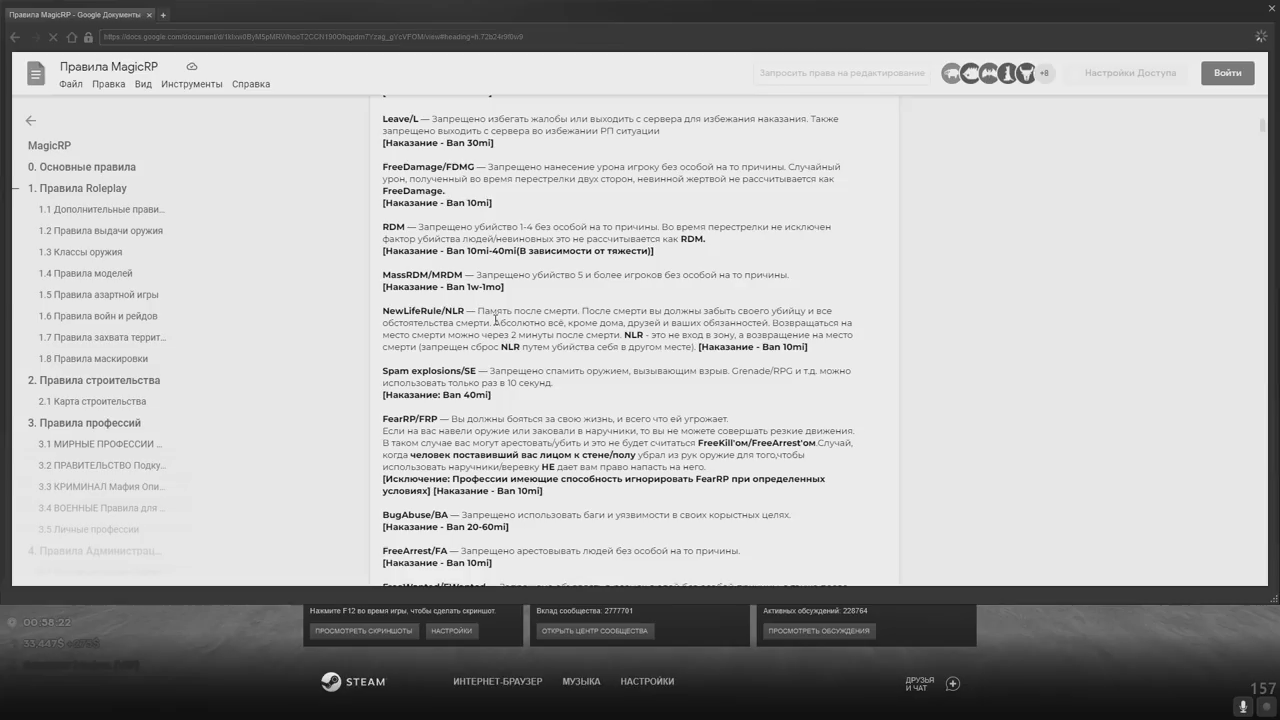 Правила MagicRP - Google Документы
Правила MagicRP
Файл Правка Вид Инструменты Справка
Запросить права на редактирование
+8
Настройки Доступа
Войти
MagicRP
0. Основные правила
1. Правила Roleplay
1.1 Дополнительные прави...
1.2 Правила выдачи оружия
1.3 Классы оружия
1.4 Правила моделей
1.5 Правила азартной игры
1.6 Правила войн и рейдов
1.7 Правила захвата террит...
1.8 Правила маскировки
2. Правила строительства
2.1 Карта строительства
3. Правила профессий
3.1 МИРНЫЕ ПРОФЕССИИ ...
3.2 ПРАВИТЕЛЬСТВО Подку...
3.3 КРИМИНАЛ Мафия Опи...
3.4 ВОЕННЫЕ Правила для ...
3.5 Личные профессии
4. Правила Администрац...
Leave/L — Запрещено избегать жалобы или выходить с сервера для избежания наказания. Также
запрещено выходить с сервера во избежании РП ситуации
[Наказание - Ban 30mi]
FreeDamage/FDMG — Запрещено нанесение урона игроку без особой на то причины. Случайный
урон, полученный во время перестрелки двух сторон, невинной жертвой не рассчитывается как
FreeDamage.
[Наказание - Ban 10mi]
RDM — Запрещено убийство 1-4 без особой на то причины. Во время перестрелки не исключен
фактор убийства людей/невиновных это не рассчитывается как RDM.
[Наказание - Ban 10mi-40mi(В зависимости от тяжести)]
MassRDM/MRDM — Запрещено убийство 5 и более игроков без особой на то причины.
[Наказание - Ban 1w-1mo]
NewLifeRule/NLR — Память после смерти. После смерти вы должны забыть своего убийцу и все
обстоятельства смерти. Абсолютно всё, кроме дома, друзей и ваших обязанностей. Возвращаться на
место смерти можно через 2 минуты после смерти. NLR - это не вход в зону, а возвращение на место
смерти (запрещен сброс NLR путем убийства себя в другом месте). [Наказание - Ban 10mi]
Spam explosions/SE — Запрещено спамить оружием, вызывающим взрыв. Grenade/RPG и т.д. можно
использовать только раз в 10 секунд.
[Наказание: Ban 40mi]
FearRP/FRP — Вы должны бояться за свою жизнь, и всего что ей угрожает.
Если на вас навели оружие или заковали в наручники, то вы не можете совершать резкие движения.
В таком случае вас могут арестовать/убить и это не будет считаться FreeKill'ом/FreeArrest'ом.Случай,
когда человек поставивший вас лицом к стене/полу убрал из рук оружие для того,чтобы
использовать наручники/веревку НЕ дает вам право напасть на него.
[Исключение: Профессии имеющие способность игнорировать FearRP при определенных
условиях] [Наказание - Ban 10mi]
BugAbuse/BA — Запрещено использовать баги и уязвимости в своих корыстных целях.
[Наказание - Ban 20-60mi]
FreeArrest/FA — Запрещено арестовывать людей без особой на то причины.
[Наказание - Ban 10mi]
00:58:22
Нажмите F12 во время игры, чтобы сделать скриншот.
ПРОСМОТРЕТЬ СКРИНШОТЫ НАСТРОЙКИ
Вклад сообщества: 2777701
ОТКРЫТЬ ЦЕНТР СООБЩЕСТВА
Активных обсуждений: 228764
ПРОСМОТРЕТЬ ОБСУЖДЕНИЯ
STEAM
ИНТЕРНЕТ-БРАУЗЕР МУЗЫКА НАСТРОЙКИ
ДРУЗЬЯ
И ЧАТ
157